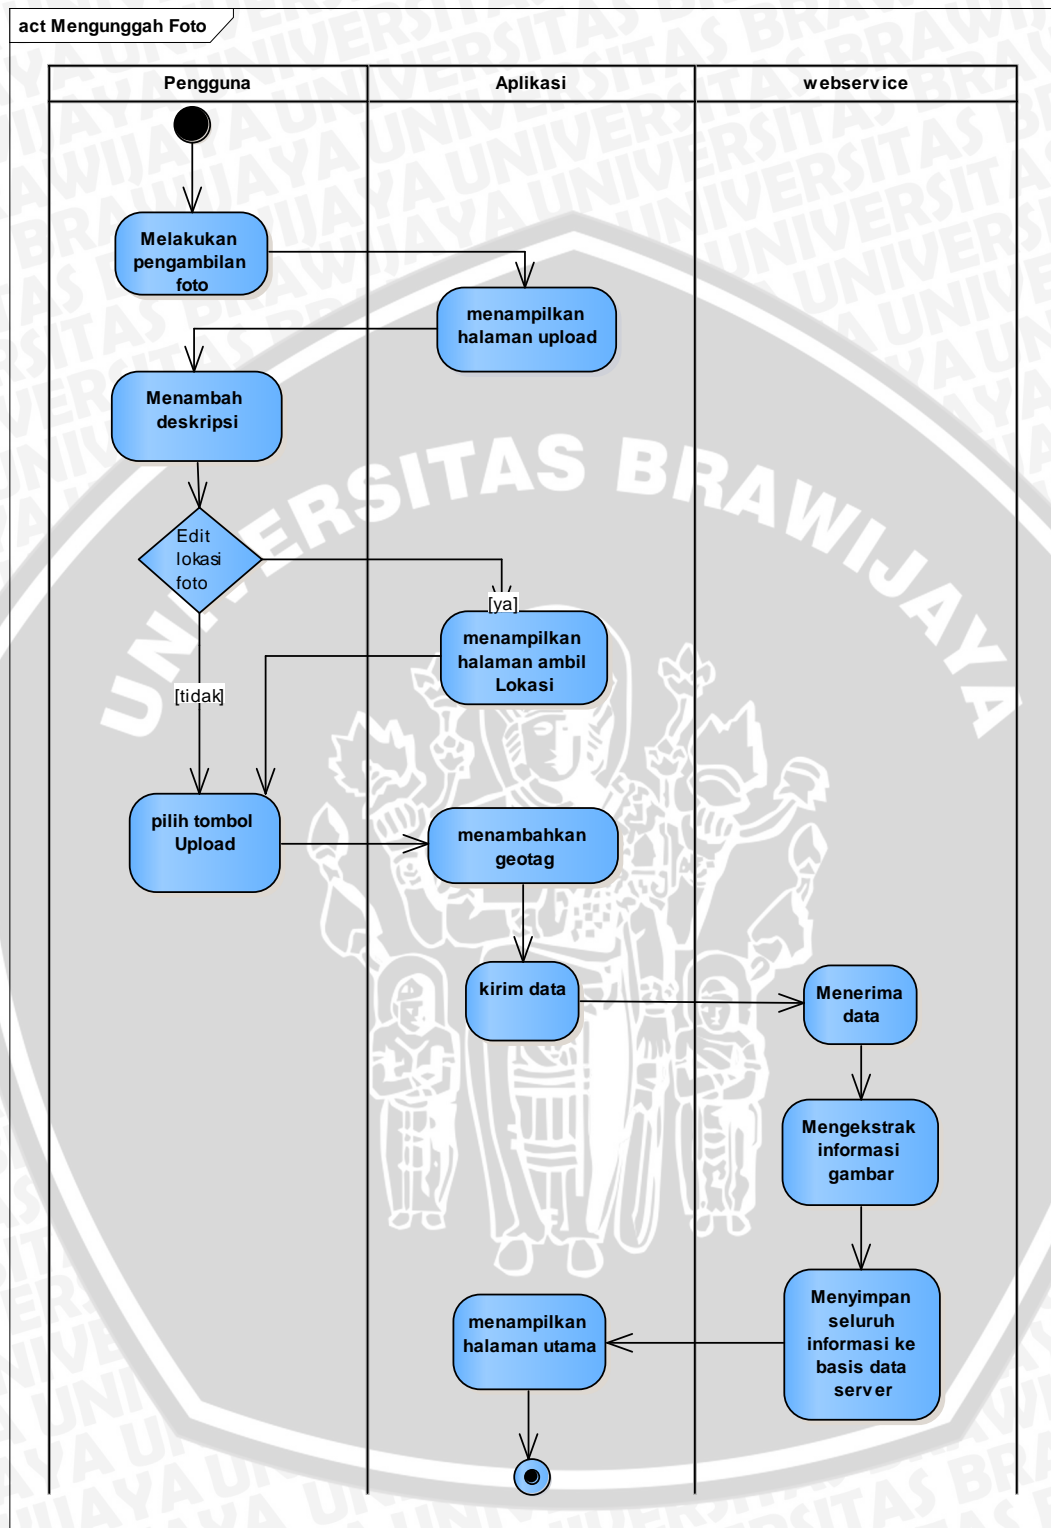 act Mengunggah Foto
Pengguna
Aplikasi
webservice
Melakukan
pengambilan
foto
menampilkan
halaman upload
Menambah
deskripsi
Edit
lokasi
foto
[ya]
menampilkan
halaman ambil
Lokasi
[tidak]
pilih tombol
Upload
menambahkan
geotag
kirim data
Menerima
data
Mengekstrak
informasi
gambar
Menyimpan
seluruh
informasi ke
basis data
server
menampilkan
halaman utama
UNIVERSITAS BRAWIJAYA